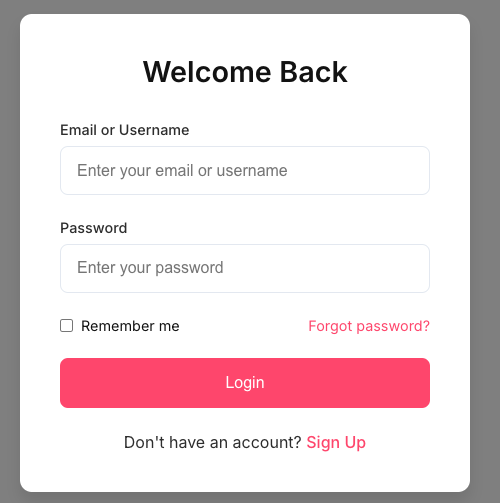 Welcome Back
Email or Username
Enter your email or username
Password
Enter your password
Remember me Forgot password?
Login
Don't have an account? Sign Up